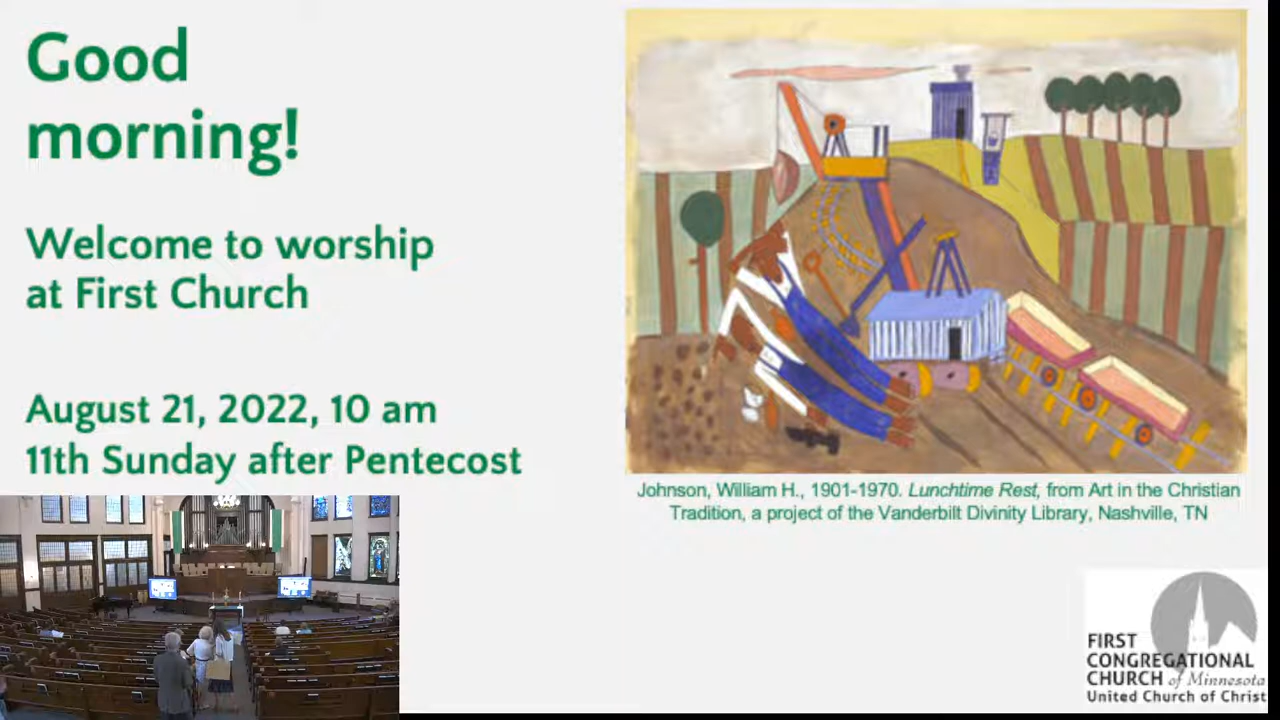 Good
morning!
Welcome to worship
at First Church
August 21, 2022, 10 am
11th Sunday after Pentecost
Johnson, William H., 1901-1970. Lunchtime Rest, from Art in the Christian
Tradition, a project of the Vanderbilt Divinity Library, Nashville, TN
FIRST
CONGREGATIONAL
CHURCH of Minnesota
United Church of Christ